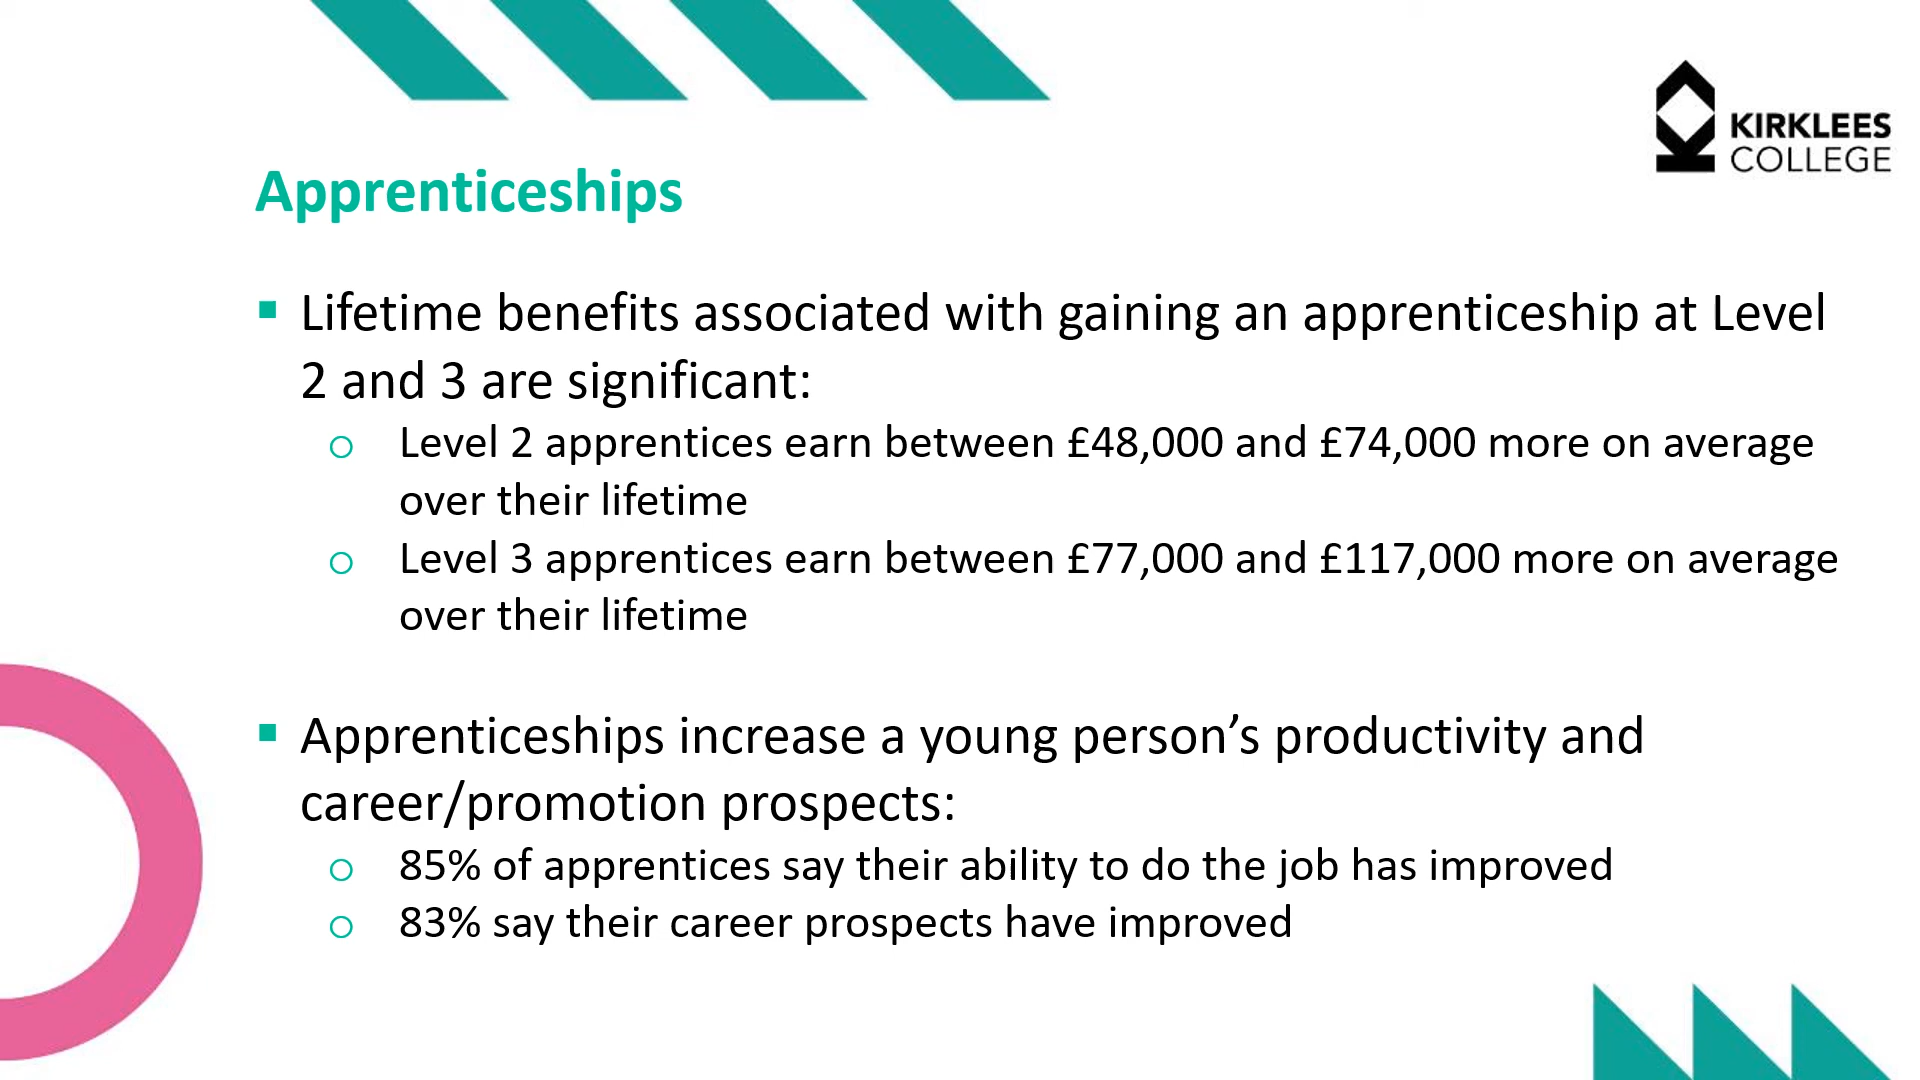 KIRKLEES
COLLEGE
Apprenticeships
▪ Lifetime benefits associated with gaining an apprenticeship at Level
2 and 3 are significant:
o Level 2 apprentices earn between £48,000 and £74,000 more on average
over their lifetime
o Level 3 apprentices earn between £77,000 and £117,000 more on average
over their lifetime
▪ Apprenticeships increase a young person’s productivity and
career/promotion prospects:
o 85% of apprentices say their ability to do the job has improved
o 83% say their career prospects have improved